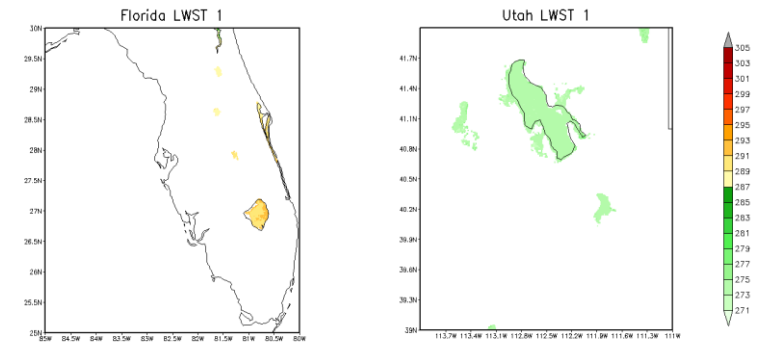 Florida LWST 1
Utah LWST 1
30N
29.5N
29N
28.5N
28N
27.5N
27N
26.5N
26N
25.5N
25N
85W 84.5W 84W 83.5W 83W 82.5W 82W 81.5W 81W 80.5W 80W
41.7N
41.4N
41.1N
40.8N
40.5N
40.2N
39.9N
39.6N
39.3N
39N
113.7W 113.4W 113.1W 112.8W 112.5W 112.2W 111.9W 111.6W 111.3W 111W
305
303
301
299
297
295
293
291
289
287
285
283
281
279
277
275
273
271